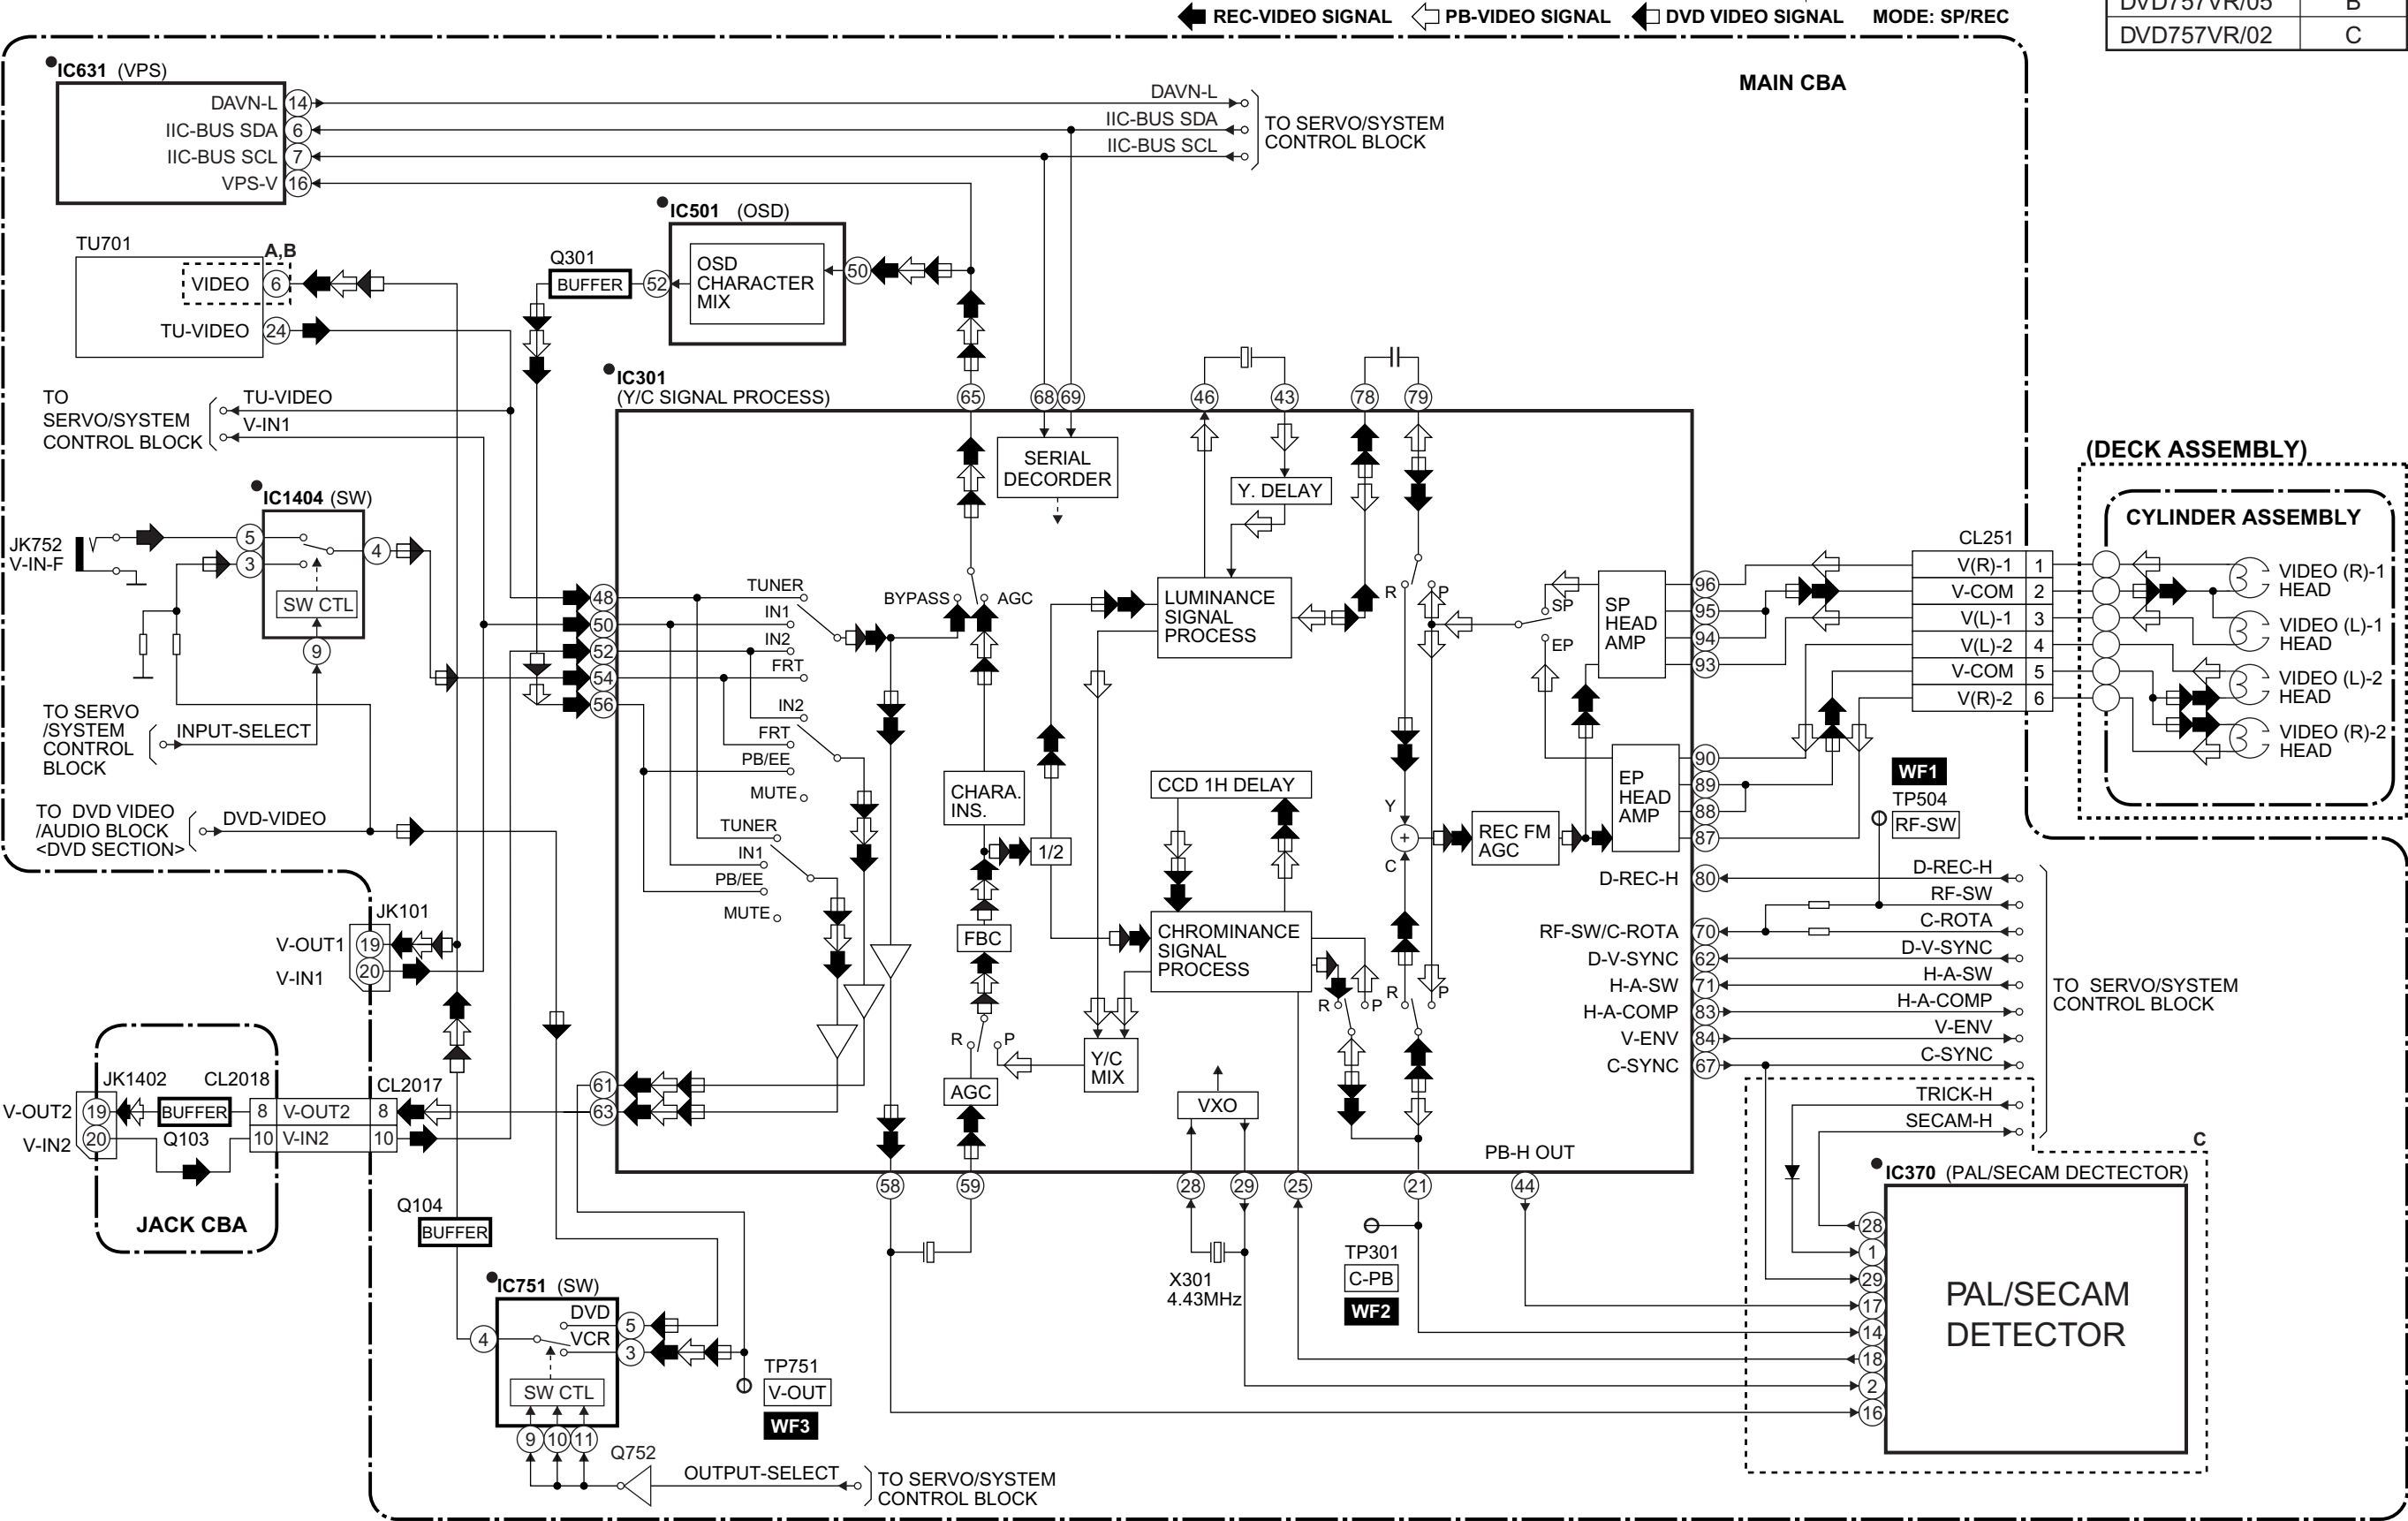 REC-VIDEO SIGNAL PB-VIDEO SIGNAL DVD VIDEO SIGNAL MODE: SP/REC
DVD757VR/05 B
DVD757VR/02 C
MAIN CBA
IC631 (VPS)
DAVN-L 14
IIC-BUS SDA 6
IIC-BUS SCL 7
VPS-V 16
DAVN-L
IIC-BUS SDA
IIC-BUS SCL
TO SERVO/SYSTEM
CONTROL BLOCK
IC501 (OSD)
OSD
CHARACTER
MIX
50
52
Q301
BUFFER
TU701
A,B
VIDEO 6
TU-VIDEO 24
TO
SERVO/SYSTEM
CONTROL BLOCK
TU-VIDEO
V-IN1
IC1404 (SW)
JK752
V-IN-F
5
3
4
SW CTL
9
TO SERVO
/SYSTEM
CONTROL
BLOCK
INPUT-SELECT
TO DVD VIDEO
/AUDIO BLOCK
<DVD SECTION>
DVD-VIDEO
JK101
V-OUT1 19
V-IN1 20
JK1402
CL2018
CL2017
V-OUT2 19
BUFFER
8 V-OUT2 8
V-IN2 20
Q103
10 V-IN2 10
JACK CBA
Q104
BUFFER
IC751 (SW)
DVD 5
VCR 3
4
SW CTL
9 10 11
Q752
OUTPUT-SELECT
TO SERVO/SYSTEM
CONTROL BLOCK
TP751
V-OUT
WF3
IC301
(Y/C SIGNAL PROCESS)
65 68 69 46 43 78 79
48
50
52
54
56
61
63
TUNER
IN1
IN2
FRT
IN2
FRT
PB/EE
MUTE
TUNER
IN1
PB/EE
MUTE
BYPASS
AGC
SERIAL
DECORDER
Y. DELAY
LUMINANCE
SIGNAL
PROCESS
CHARA.
INS.
1/2
FBC
R P
AGC
CCD 1H DELAY
CHROMINANCE
SIGNAL
PROCESS
Y/C
MIX
VXO
R P
R P
R P
Y
+
C
REC FM
AGC
SP
EP
SP
HEAD
AMP
EP
HEAD
AMP
96
95
94
93
90
89
88
87
D-REC-H 80
RF-SW/C-ROTA 70
D-V-SYNC 62
H-A-SW 71
H-A-COMP 83
V-ENV 84
C-SYNC 67
PB-H OUT
58 59 28 29 25 21 44
X301
4.43MHz
TP301
C-PB
WF2
(DECK ASSEMBLY)
CYLINDER ASSEMBLY
CL251
V(R)-1 1
V-COM 2
V(L)-1 3
V(L)-2 4
V-COM 5
V(R)-2 6
VIDEO (R)-1
HEAD
VIDEO (L)-1
HEAD
VIDEO (L)-2
HEAD
VIDEO (R)-2
HEAD
WF1
TP504
RF-SW
D-REC-H
RF-SW
C-ROTA
D-V-SYNC
H-A-SW
H-A-COMP
V-ENV
C-SYNC
TRICK-H
SECAM-H
TO SERVO/SYSTEM
CONTROL BLOCK
C
IC370 (PAL/SECAM DECTECTOR)
28
1
29
17
14
18
2
16
PAL/SECAM
DETECTOR